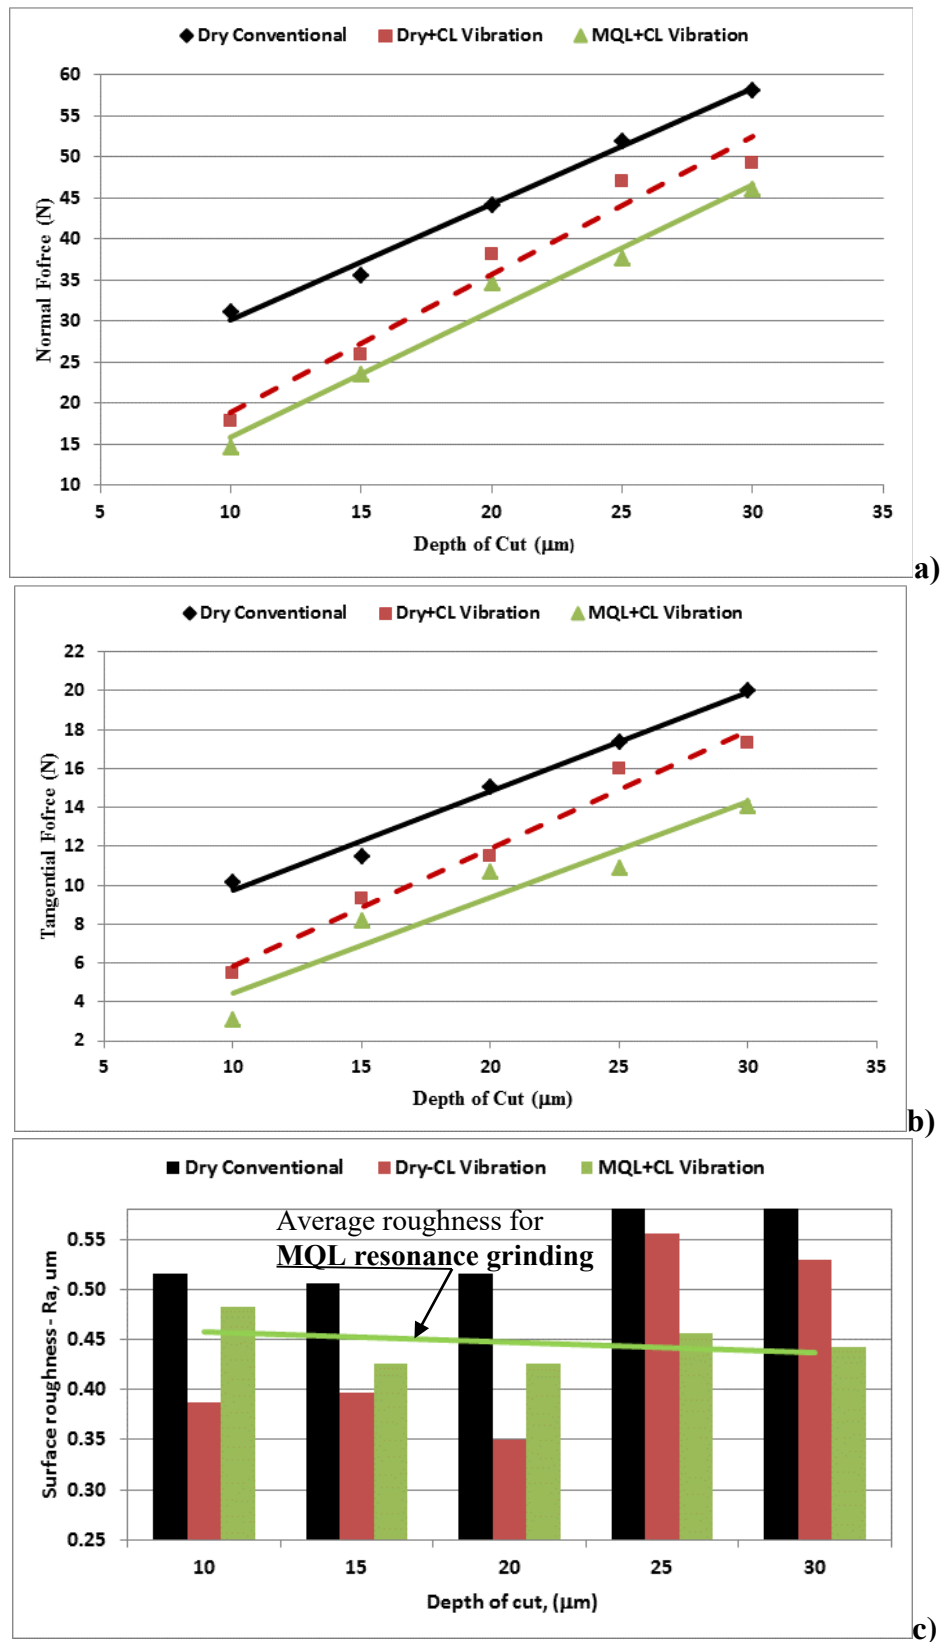 Dry Conventional Dry+CL Vibration MQL+CL Vibration
60
55
50
45
40
35
30
25
20
15
10
Normal Fofrce (N)
5 10 15 20 25 30 35
Depth of Cut (µm)
a)
Dry Conventional Dry+CL Vibration MQL+CL Vibration
22
20
18
16
14
12
10
8
6
4
2
Tangential Fofrce (N)
5 10 15 20 25 30 35
Depth of Cut (µm)
b)
Dry Conventional Dry-CL Vibration MQL+CL Vibration
Average roughness for
MQL resonance grinding
0.55
0.50
0.45
0.40
0.35
0.30
0.25
Surface roughness - Ra, um
10 15 20 25 30
Depth of cut, (µm)
c)